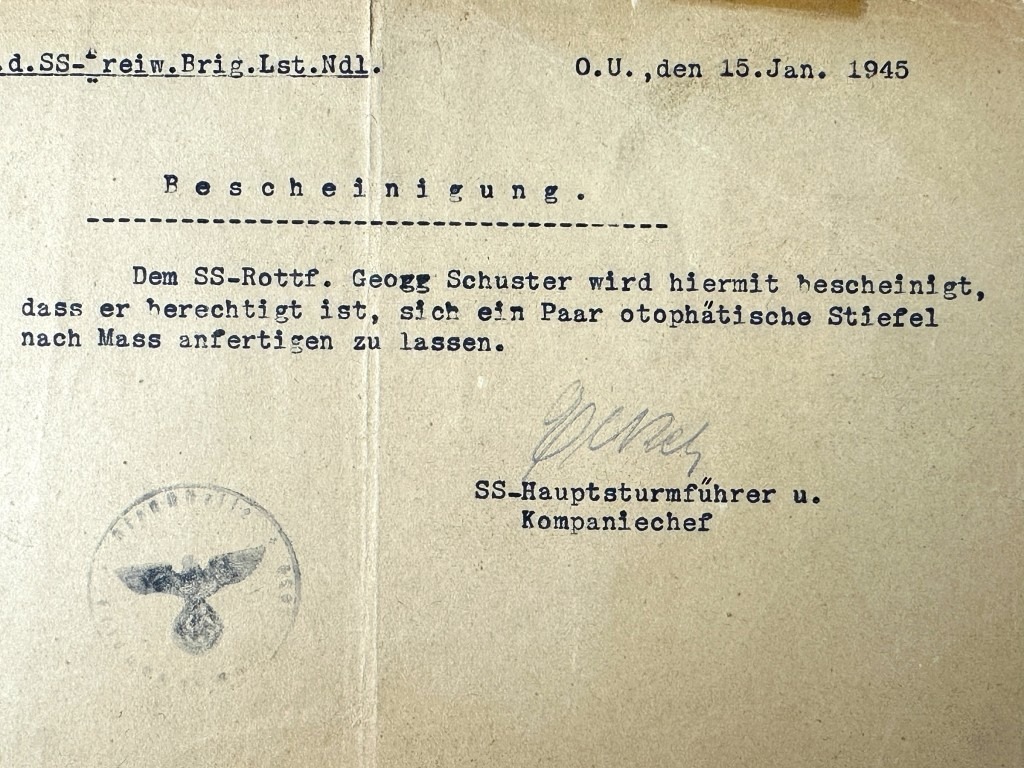 .d.SS-Freiw.Brig.Lst.Ndl.
O.U.,den 15.Jan. 1945
Bescheinigung.
Dem SS-Rottf. Geogg Schuster wird hiermit bescheinigt,
dass er berechtigt ist, sich ein Paar otophätische Stiefel
nach Mass anfertigen zu lassen.
SS-Hauptsturmführer u.
Kompaniechef